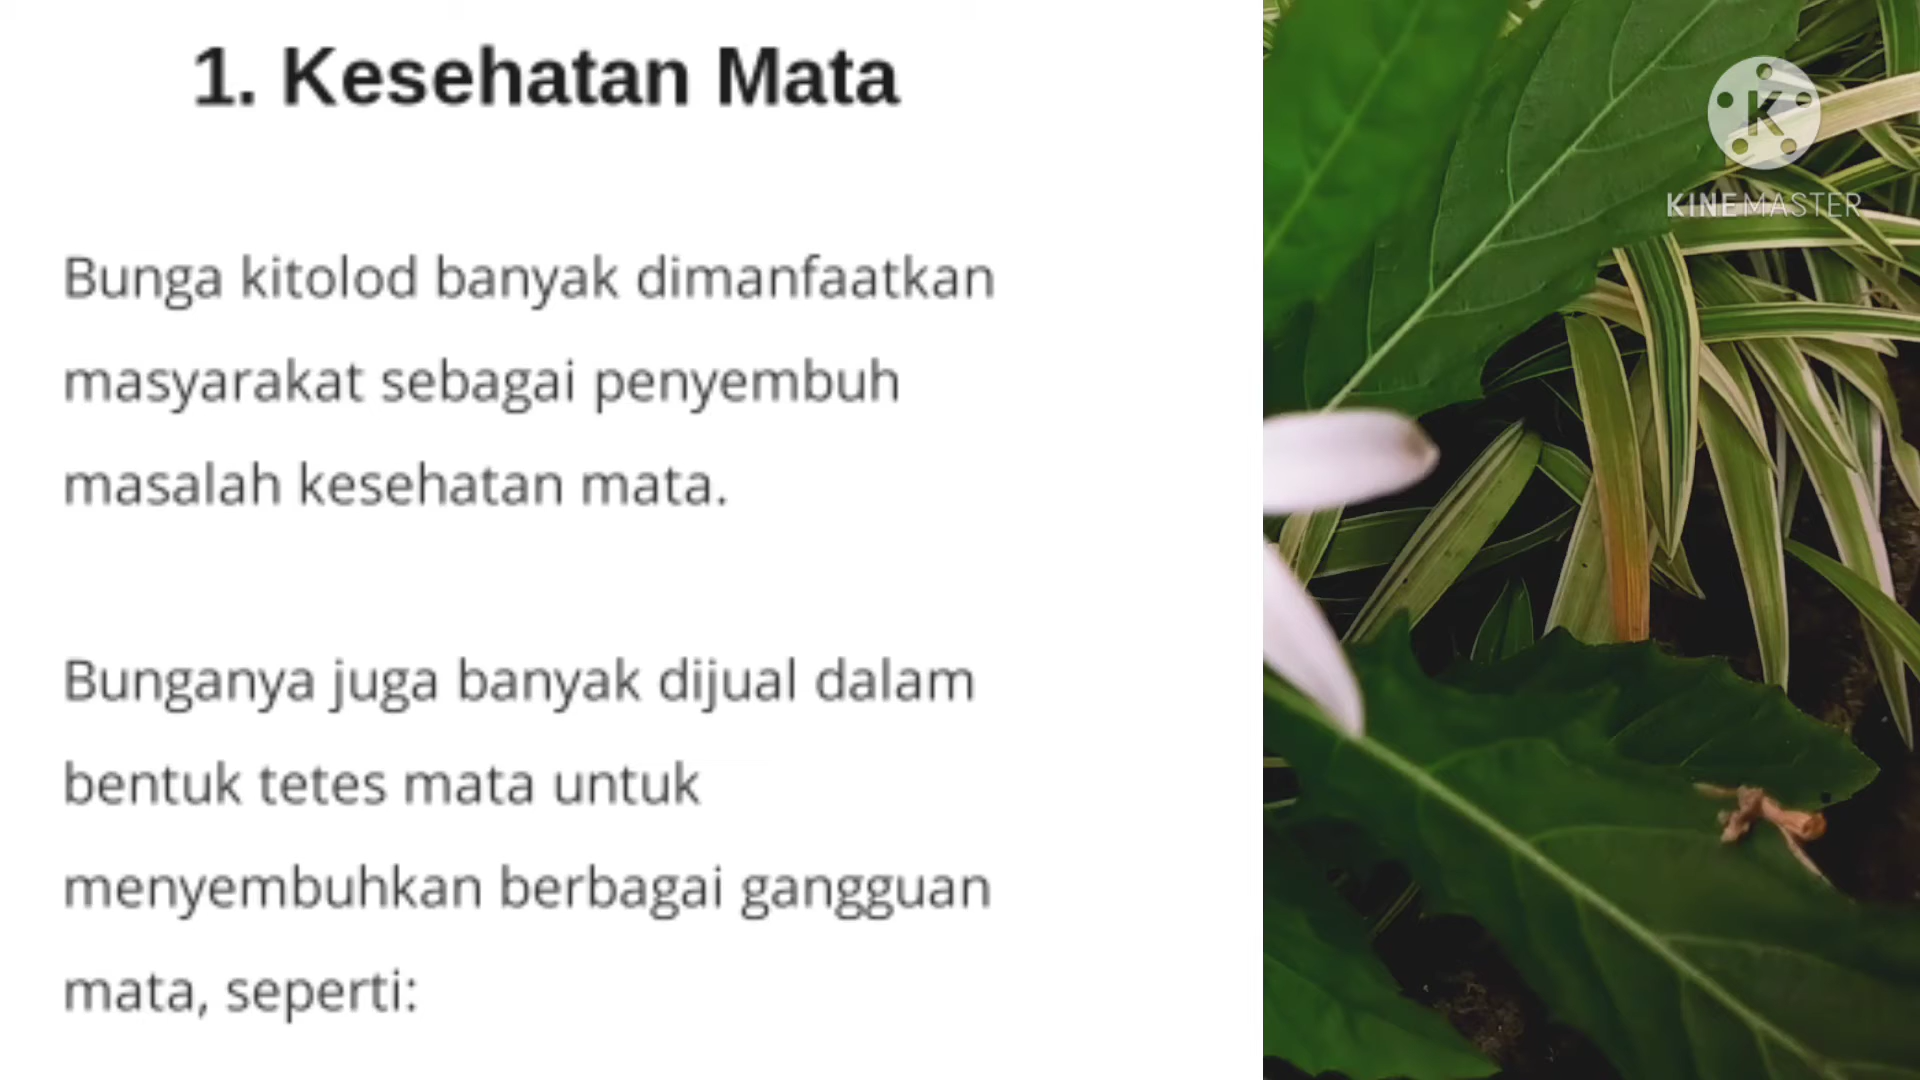 1. Kesehatan Mata
Bunga kitolod banyak dimanfaatkan
masyarakat sebagai penyembuh
masalah kesehatan mata.
Bunganya juga banyak dijual dalam
bentuk tetes mata untuk
menyembuhkan berbagai gangguan
mata, seperti:
K
KINEMASTER